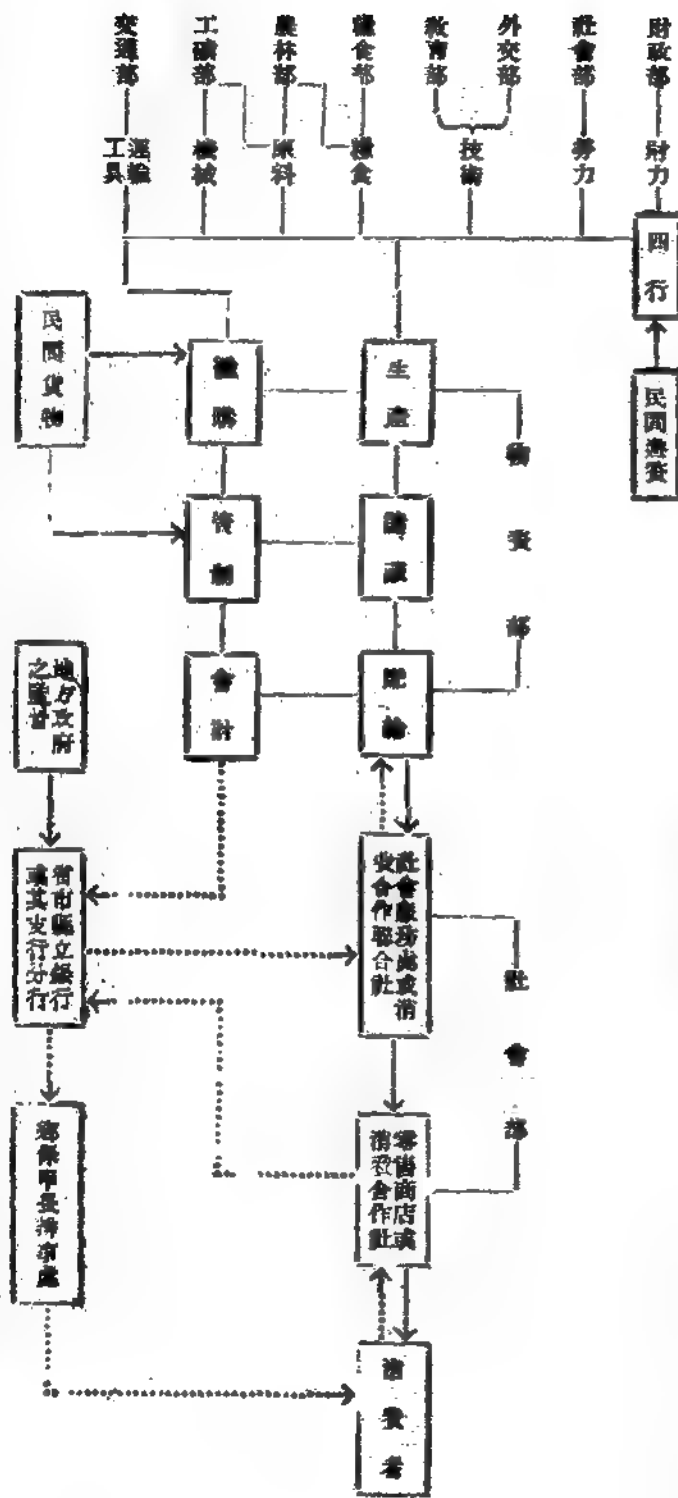 財政部
社會部
外交部
教育部
糧食部
農林部
工礦部
交通部
財力
勞力
技術
糧食
原料
機械
運輸
工具
四行
民間游資
生產
儲藏
配給
物資部
收購
管制
會計
民間貨物
地方政府
之監督
省市縣立銀行
或其支行分行
社會服務處或消
費合作聯合社
社會部
零售商店或
消費合作社
消費者